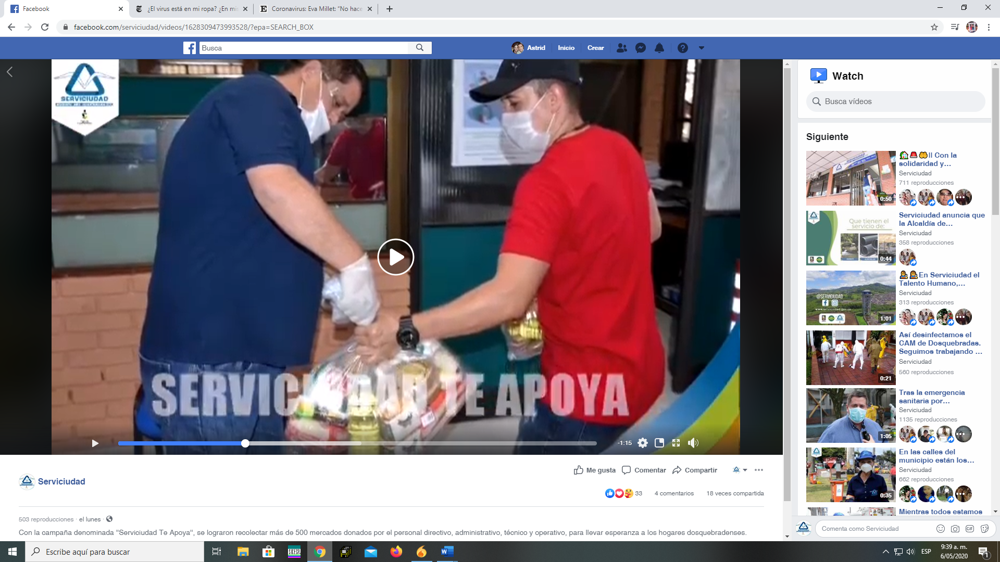 Facebook
¿El virus está en mi ropa? ¿En mis
Coronavirus: Eva Millet: “No hace
facebook.com/serviciudad/videos/1628309473993528/?epa=SEARCH_BOX
Busca
Astrid
Inicio
Crear
SERVICIUDAD
SERVICIUDAD TE APOYA
-1:15
Serviciudad
Me gusta
Comentar
Compartir
33
4 comentarios
18 veces compartida
503 reproducciones · el lunes ·
Con la campaña denominada "Serviciudad Te Apoya", se lograron recolectar más de 500 mercados donados por el personal directivo, administrativo, técnico y operativo, para llevar esperanza a los hogares dosquebradenses.
Watch
Busca vídeos
Siguiente
0:50
|| Con la
solidaridad y…
Serviciudad
711 reproducciones
Que tienen el
servicio de:
0:44
Serviciudad anuncia que
la Alcaldía de…
Serviciudad
358 reproducciones
@SERVICIUDAD
www.serviciudad.gov.co
1:01
En Serviciudad el
Talento Humano,…
Serviciudad
313 reproducciones
0:21
Así desinfectamos el
CAM de Dosquebradas.
Seguimos trabajando …
Serviciudad
560 reproducciones
1:05
Tras la emergencia
sanitaria por…
Serviciudad
1135 reproducciones
0:35
En las calles del
municipio están los…
Serviciudad
662 reproducciones
Mientras todos estamos
Comenta como Serviciudad
GIF
Escribe aquí para buscar
ESP
9:39 a. m.
6/05/2020
1